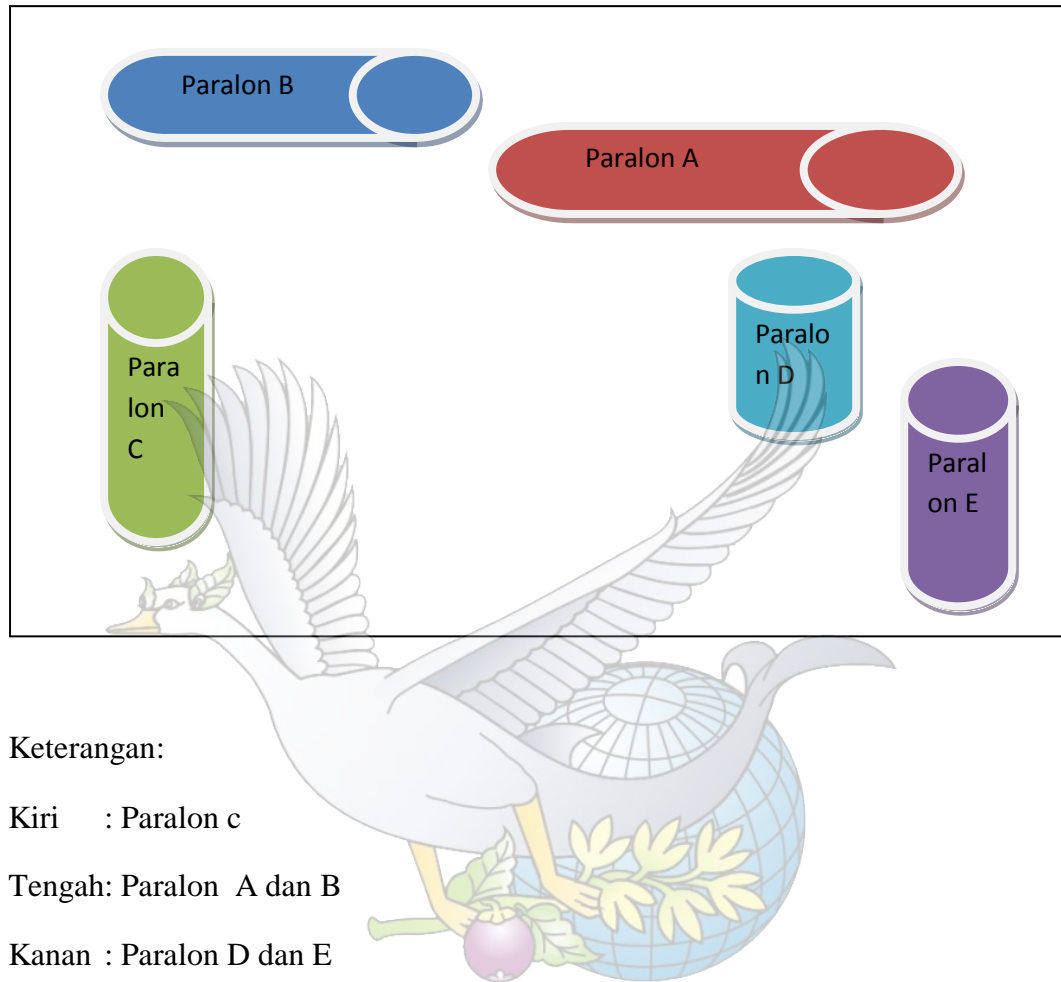 Paralon B
Paralon A
Para
lon
C
Paralo
n D
Paral
on E
Keterangan:
Kiri : Paralon c
Tengah: Paralon A dan B
Kanan : Paralon D dan E